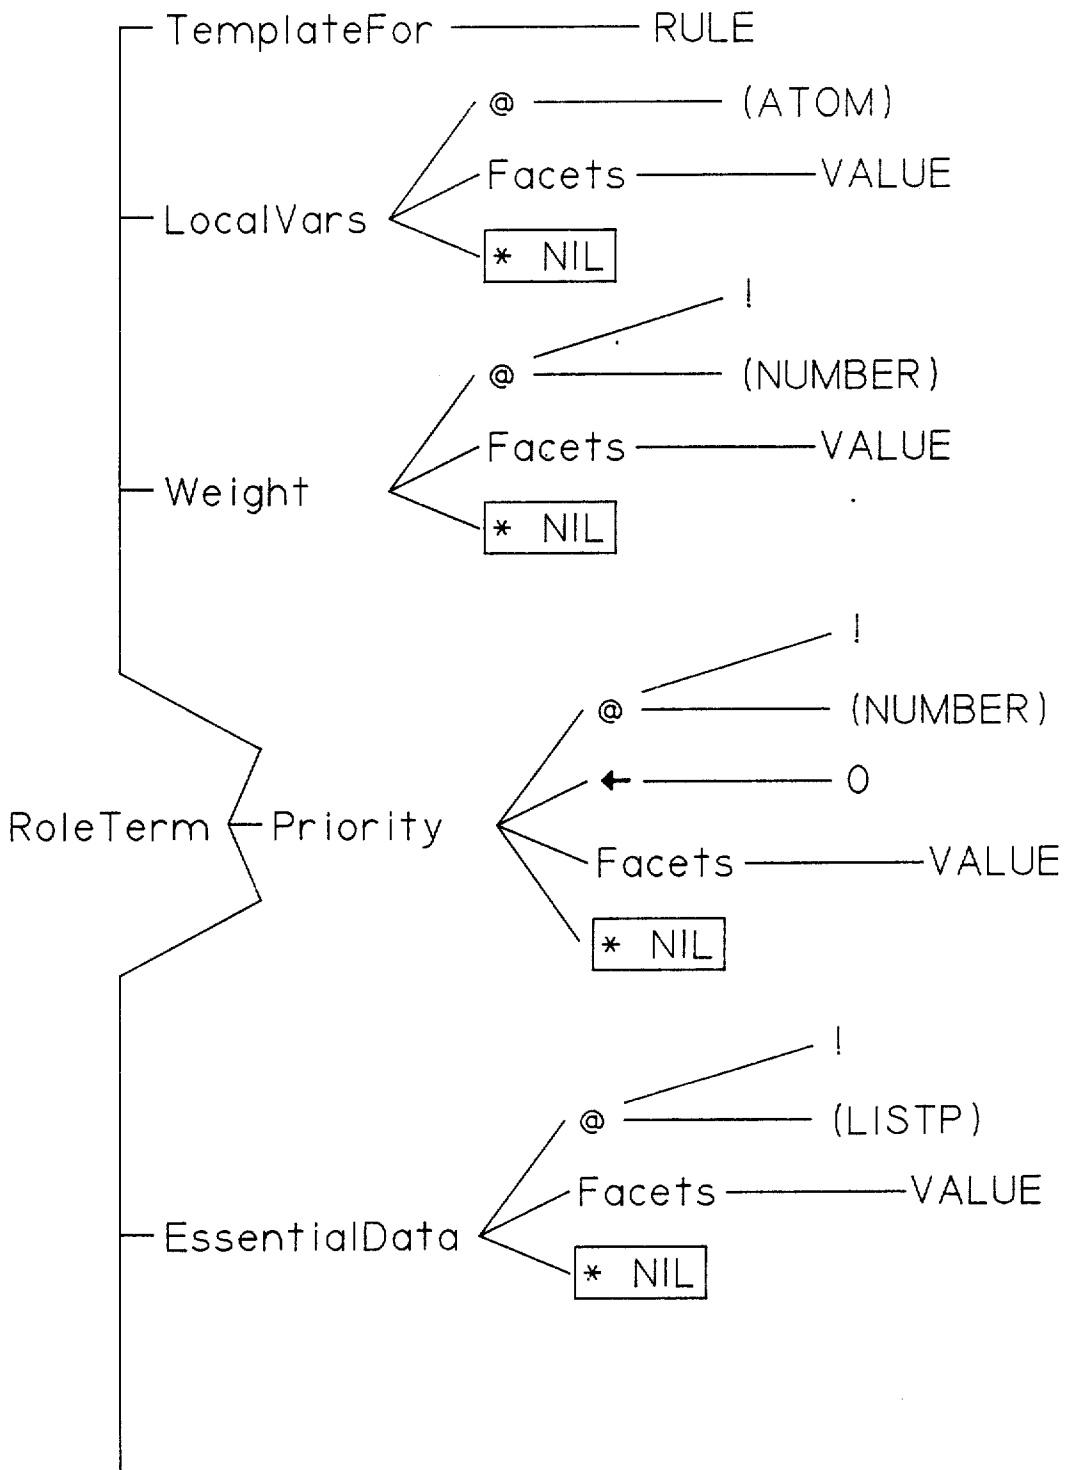 TemplateFor RULE
@ (ATOM)
Facets VALUE
LocalVars
* NIL
!
@ (NUMBER)
Facets VALUE
Weight
* NIL
!
@ (NUMBER)
← 0
RoleTerm Priority
Facets VALUE
* NIL
!
@ (LISTP)
Facets VALUE
EssentialData
* NIL